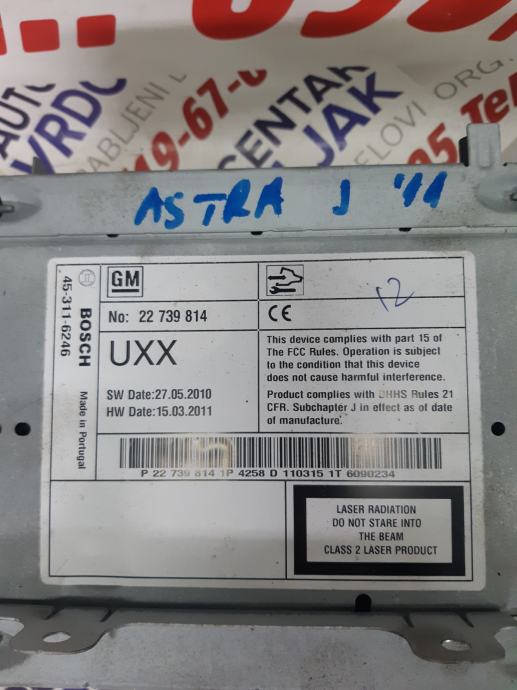 AUTO
CENTAR
JAK
ASTRA J '11
GM
BOSCH
45-311-6246
Made in Portugal
No: 22 739 814
UXX
SW Date:27.05.2010
HW Date:15.03.2011
12
CE
This device complies with part 15 of
The FCC Rules. Operation is subject
to the condition that this device
does not cause harmful interference.
Product complies with DHHS Rules 21
CFR. Subchapter J in effect as of date
of manufacture.
P 22 739 814 1P 4258 D 110315 1T 6090234
LASER RADIATION
DO NOT STARE INTO
THE BEAM
CLASS 2 LASER PRODUCT